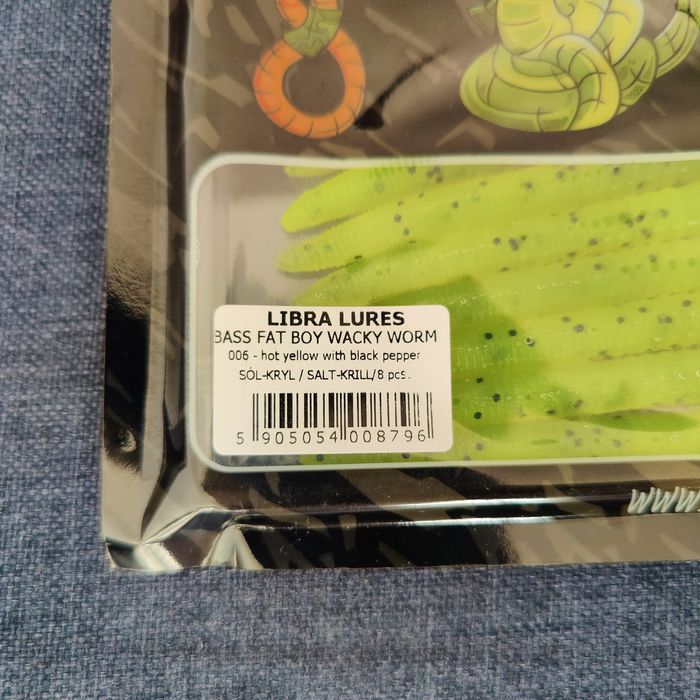 LIBRA LURES
BASS FAT BOY WACKY WORM
006 - hot yellow with black pepper
SÓL-KRYL / SALT-KRILL/8 pcs.
5 905054 008796
www.